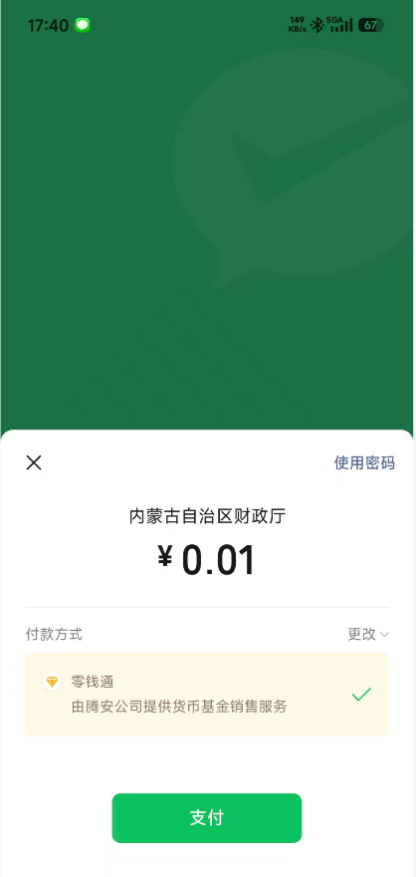 17:40
149 KB/s 5GA 67
使用密码
内蒙古自治区财政厅
¥0.01
付款方式 更改
零钱通
由腾安公司提供货币基金销售服务
支付